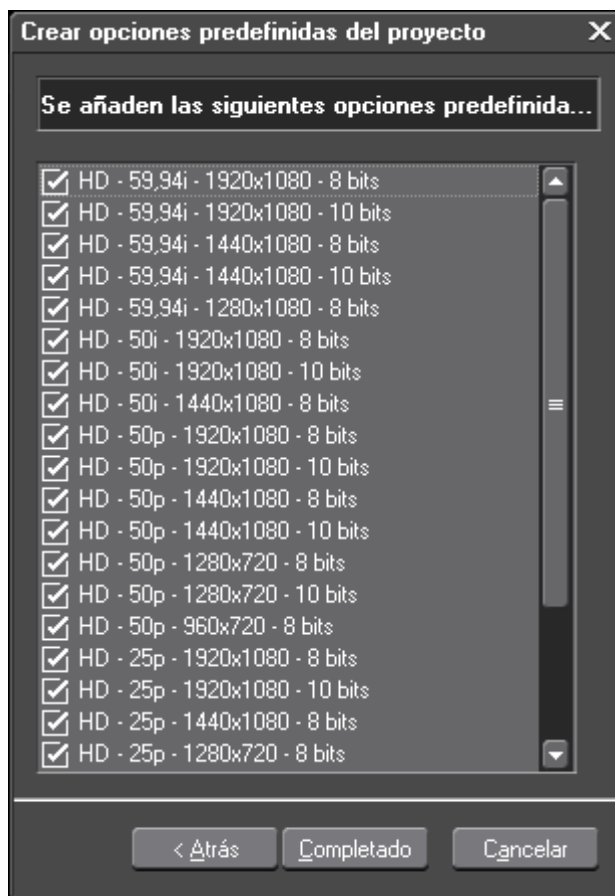 Crear opciones predefinidas del proyecto
Se añaden las siguientes opciones predefinida...
HD - 59,94i - 1920x1080 - 8 bits
HD - 59,94i - 1920x1080 - 10 bits
HD - 59,94i - 1440x1080 - 8 bits
HD - 59,94i - 1440x1080 - 10 bits
HD - 59,94i - 1280x1080 - 8 bits
HD - 50i - 1920x1080 - 8 bits
HD - 50i - 1920x1080 - 10 bits
HD - 50i - 1440x1080 - 8 bits
HD - 50p - 1920x1080 - 8 bits
HD - 50p - 1920x1080 - 10 bits
HD - 50p - 1440x1080 - 8 bits
HD - 50p - 1440x1080 - 10 bits
HD - 50p - 1280x720 - 8 bits
HD - 50p - 1280x720 - 10 bits
HD - 50p - 960x720 - 8 bits
HD - 25p - 1920x1080 - 8 bits
HD - 25p - 1920x1080 - 10 bits
HD - 25p - 1440x1080 - 8 bits
HD - 25p - 1280x720 - 8 bits
< Atrás Completado Cancelar